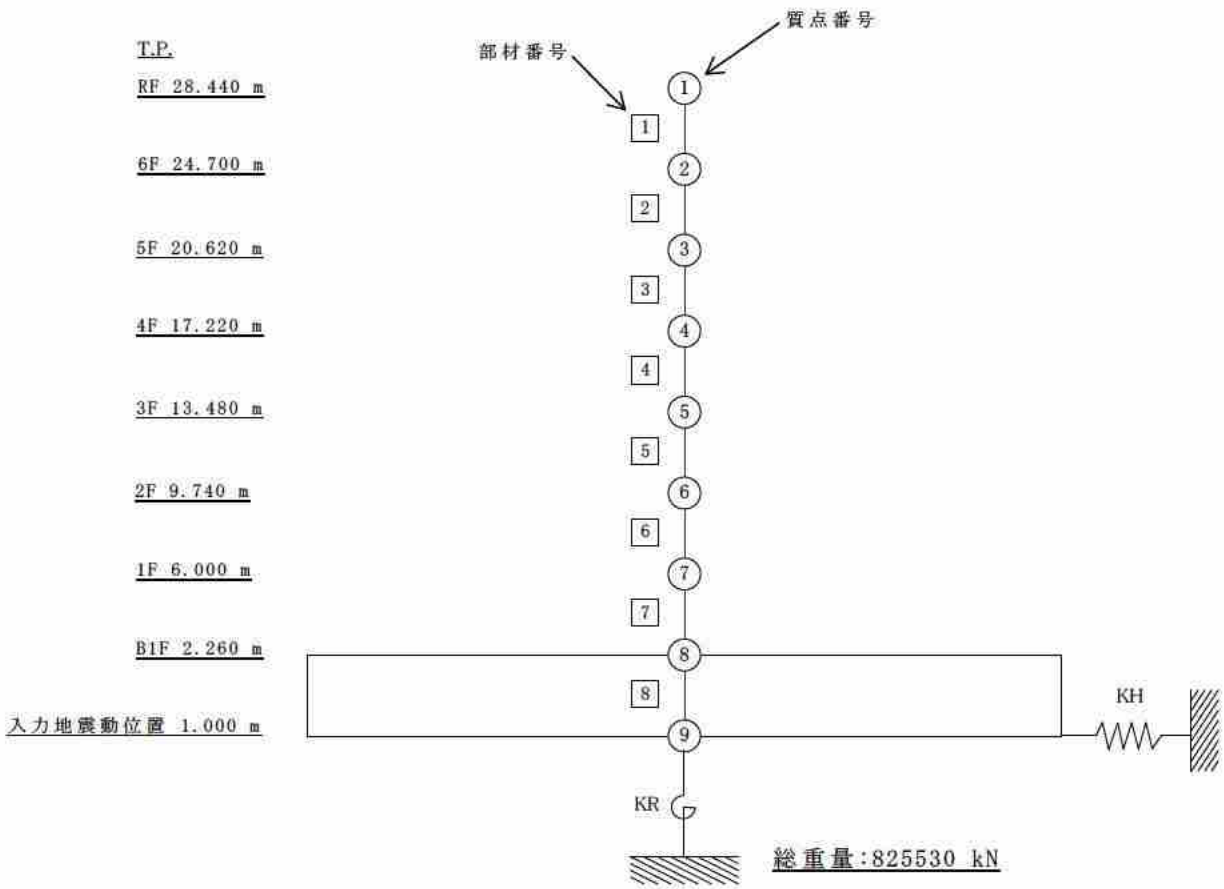 質点番号
部材番号
T.P.
RF 28.440 m
①
1
6F 24.700 m
②
2
5F 20.620 m
③
3
4F 17.220 m
④
4
3F 13.480 m
⑤
5
2F 9.740 m
⑥
6
1F 6.000 m
⑦
7
B1F 2.260 m
⑧
8
KH
入力地震動位置 1.000 m
⑨
KR
総重量:825530 kN